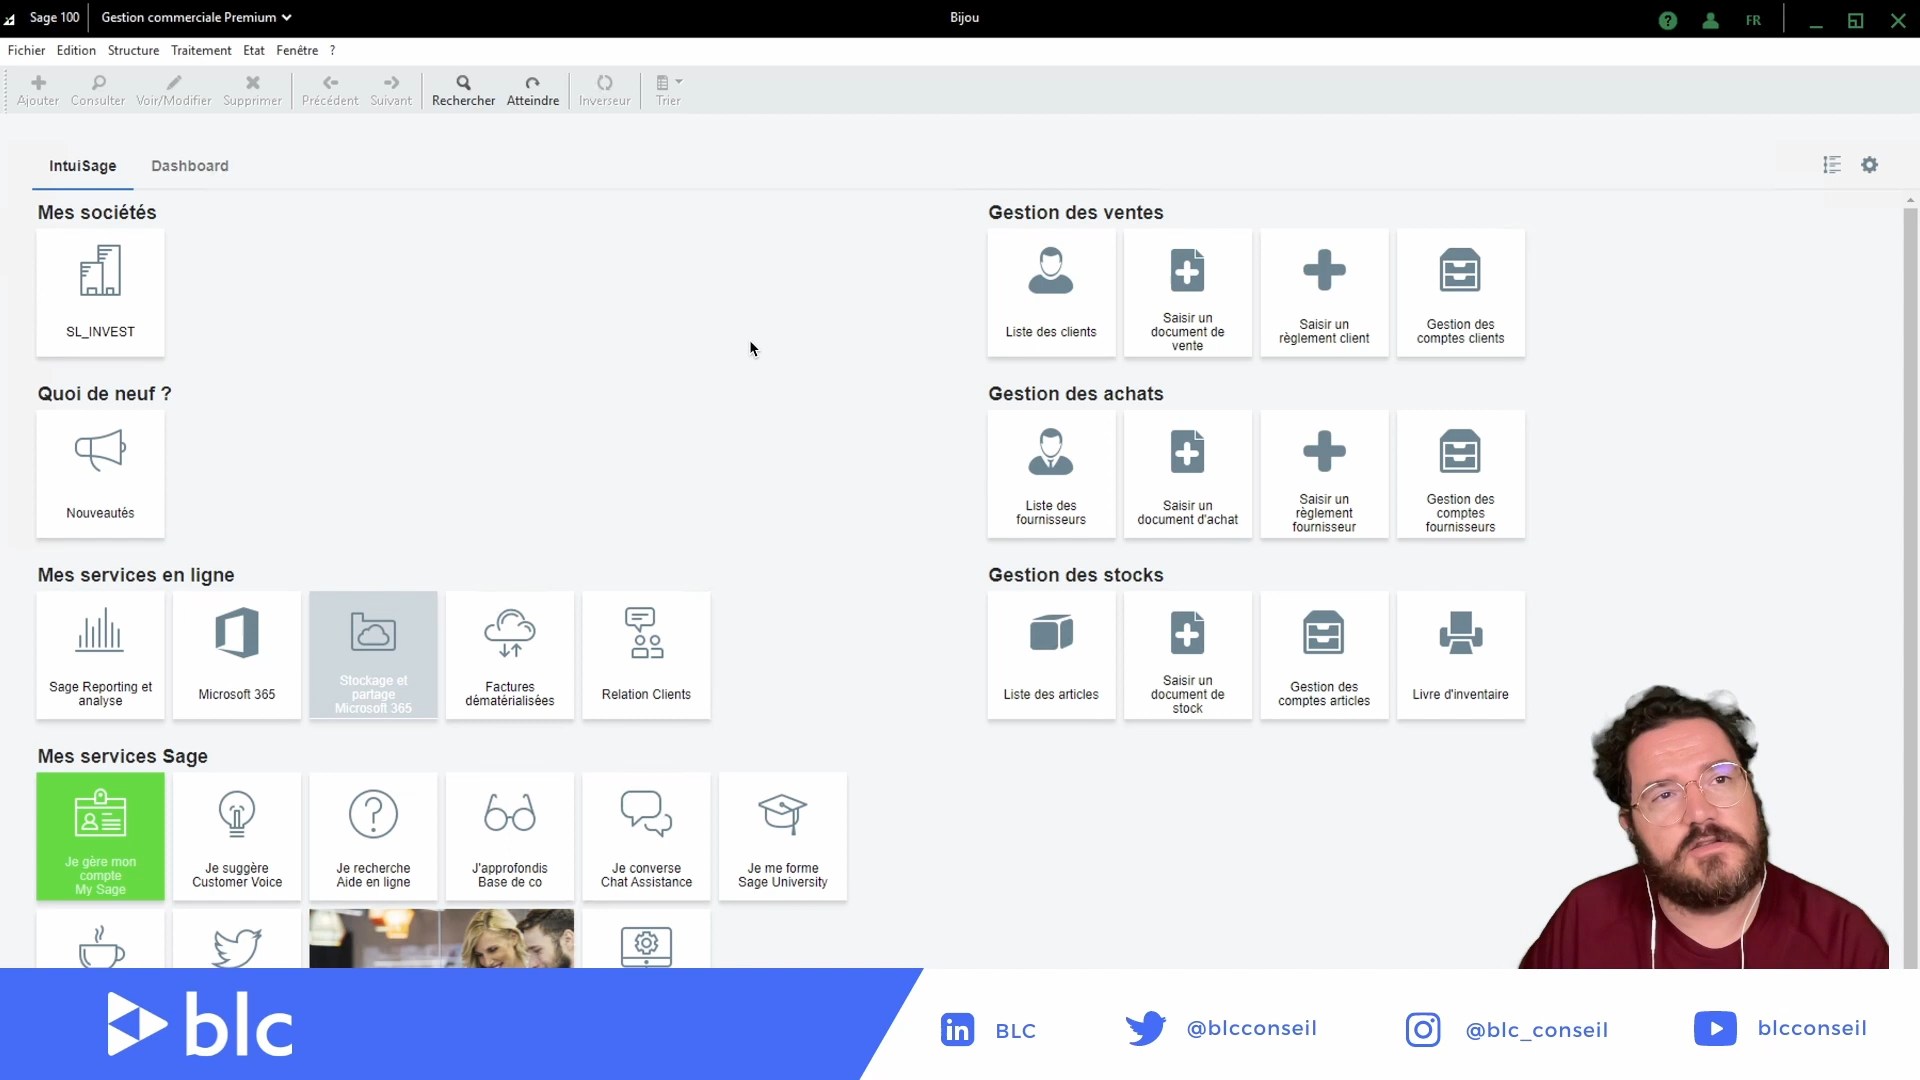 Sage 100
Gestion commerciale Premium
Bijou
FR
Fichier Edition Structure Traitement Etat Fenêtre ?
Ajouter Consulter Voir/Modifier Supprimer Précédent Suivant Rechercher Atteindre Inverseur Trier
IntuiSage Dashboard
Mes sociétés
SL_INVEST
Quoi de neuf ?
Nouveautés
Mes services en ligne
Sage Reporting et
analyse
Microsoft 365
Stockage et
partage
Microsoft 365
Factures
dématérialisées
Relation Clients
Mes services Sage
Je gère mon
compte
My Sage
Je suggère
Customer Voice
Je recherche
Aide en ligne
J'approfondis
Base de co
Je converse
Chat Assistance
Je me forme
Sage University
Gestion des ventes
Liste des clients
Saisir un
document de
vente
Saisir un
règlement client
Gestion des
comptes clients
Gestion des achats
Liste des
fournisseurs
Saisir un
document d'achat
Saisir un
règlement
fournisseur
Gestion des
comptes
fournisseurs
Gestion des stocks
Liste des articles
Saisir un
document de
stock
Gestion des
comptes articles
Livre d'inventaire
blc
in BLC
@blcconseil
@blc_conseil
blcconseil